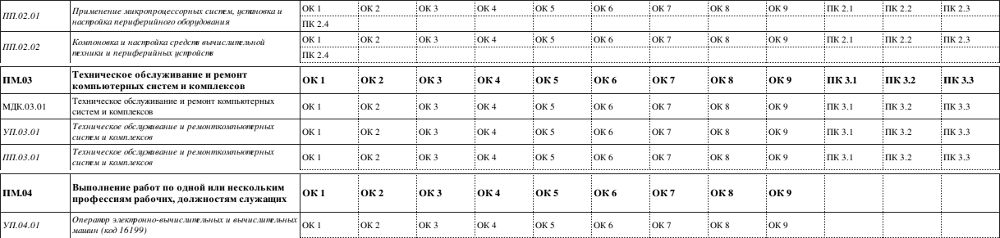 ПП.02.01 Применение микропроцессорных систем, установка и настройка периферийного оборудования ОК 1 ОК 2 ОК 3 ОК 4 ОК 5 ОК 6 ОК 7 ОК 8 ОК 9 ПК 2.1 ПК 2.2 ПК 2.3
ПК 2.4
ПП.02.02 Компоновка и настройка средств вычислительной техники и периферийных устройств ОК 1 ОК 2 ОК 3 ОК 4 ОК 5 ОК 6 ОК 7 ОК 8 ОК 9 ПК 2.1 ПК 2.2 ПК 2.3
ПК 2.4
ПМ.03 Техническое обслуживание и ремонт компьютерных систем и комплексов ОК 1 ОК 2 ОК 3 ОК 4 ОК 5 ОК 6 ОК 7 ОК 8 ОК 9 ПК 3.1 ПК 3.2 ПК 3.3
МДК.03.01 Техническое обслуживание и ремонт компьютерных систем и комплексов ОК 1 ОК 2 ОК 3 ОК 4 ОК 5 ОК 6 ОК 7 ОК 8 ОК 9 ПК 3.1 ПК 3.2 ПК 3.3
УП.03.01 Техническое обслуживание и ремонткомпьютерных систем и комплексов ОК 1 ОК 2 ОК 3 ОК 4 ОК 5 ОК 6 ОК 7 ОК 8 ОК 9 ПК 3.1 ПК 3.2 ПК 3.3
ПП.03.01 Техническое обслуживание и ремонткомпьютерных систем и комплексов ОК 1 ОК 2 ОК 3 ОК 4 ОК 5 ОК 6 ОК 7 ОК 8 ОК 9 ПК 3.1 ПК 3.2 ПК 3.3
ПМ.04 Выполнение работ по одной или нескольким профессиям рабочих, должностям служащих ОК 1 ОК 2 ОК 3 ОК 4 ОК 5 ОК 6 ОК 7 ОК 8 ОК 9
УП.04.01 Оператор электронно-вычислительных и вычислительных машин (код 16199) ОК 1 ОК 2 ОК 3 ОК 4 ОК 5 ОК 6 ОК 7 ОК 8 ОК 9